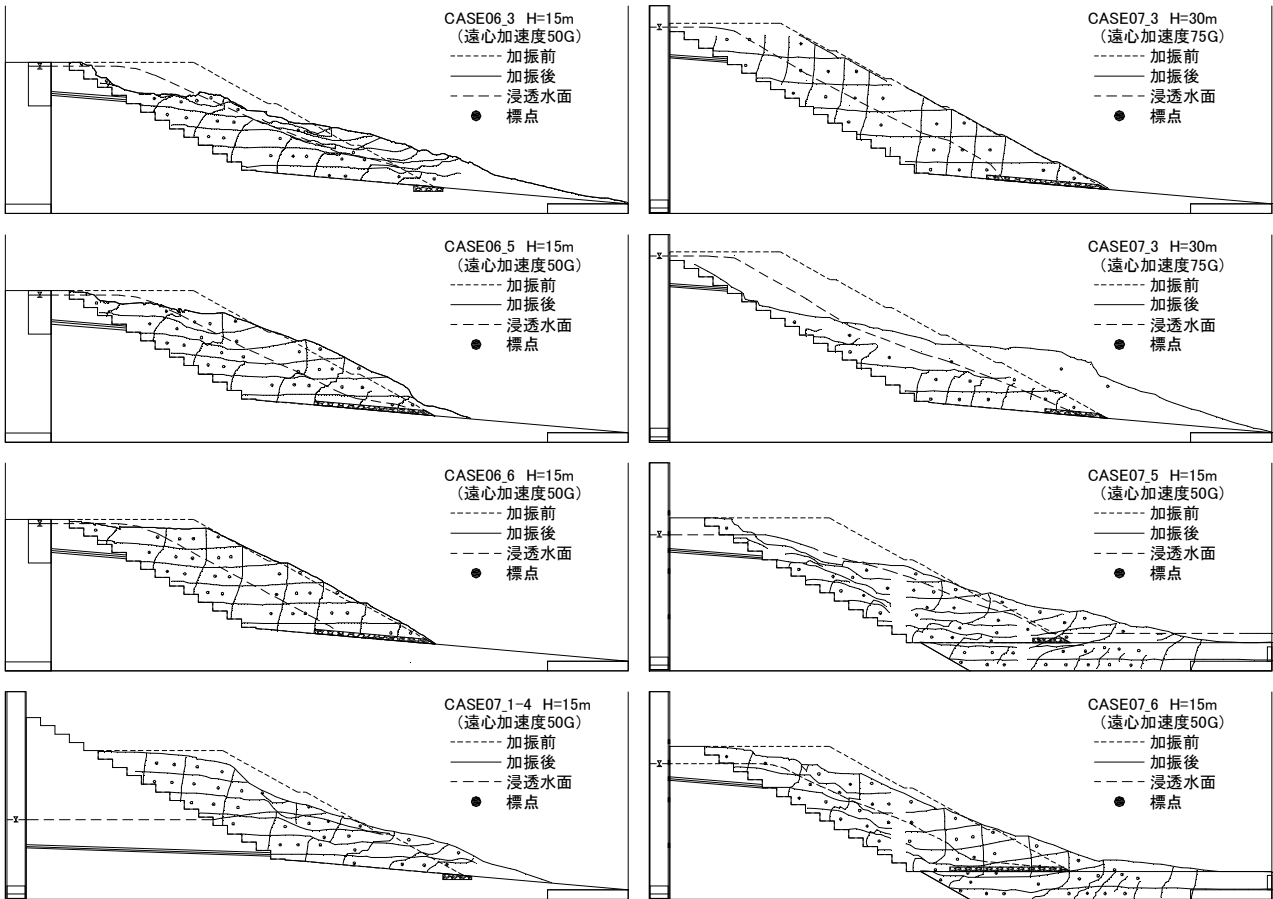 CASE06_3 H=15m
(遠心加速度50G)
加振前
加振後
浸透水面
標点
CASE06_5 H=15m
(遠心加速度50G)
加振前
加振後
浸透水面
標点
CASE06_6 H=15m
(遠心加速度50G)
加振前
加振後
浸透水面
標点
CASE07_1-4 H=15m
(遠心加速度50G)
加振前
加振後
浸透水面
標点
CASE07_3 H=30m
(遠心加速度75G)
加振前
加振後
浸透水面
標点
CASE07_3 H=30m
(遠心加速度75G)
加振前
加振後
浸透水面
標点
CASE07_5 H=15m
(遠心加速度50G)
加振前
加振後
浸透水面
標点
CASE07_6 H=15m
(遠心加速度50G)
加振前
加振後
浸透水面
標点